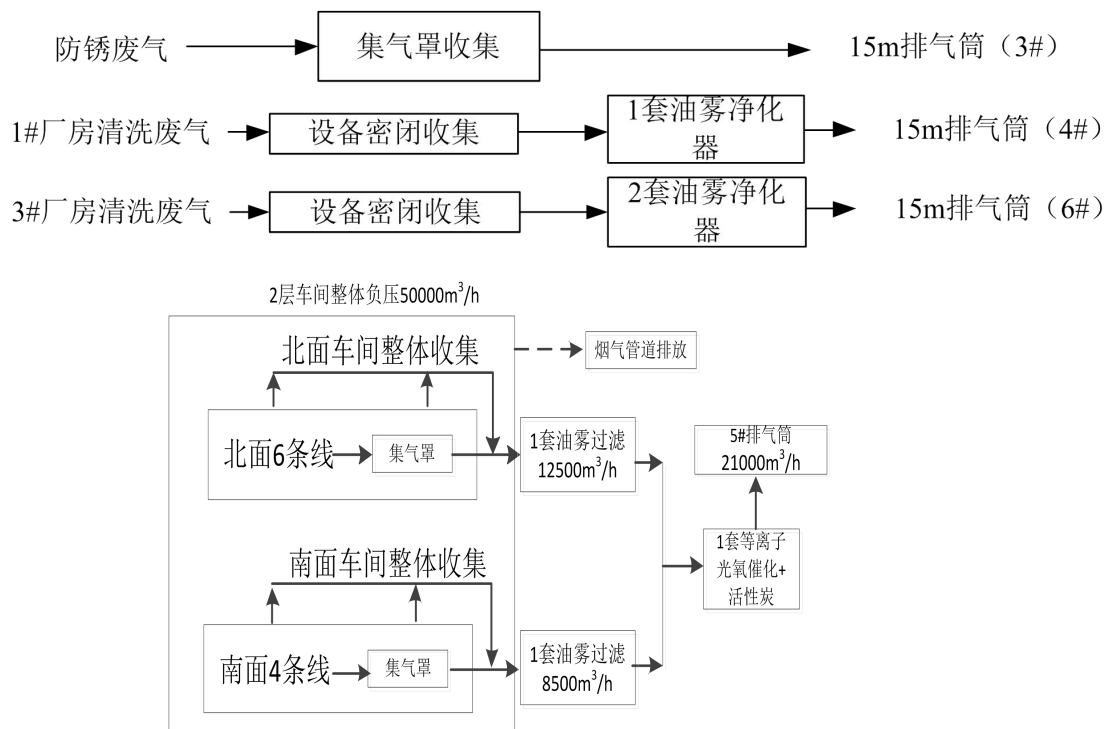 防锈废气
集气罩收集
15m排气筒（3#）
1#厂房清洗废气
设备密闭收集
1套油雾净化
器
15m排气筒（4#）
3#厂房清洗废气
设备密闭收集
2套油雾净化
器
15m排气筒（6#）
2层车间整体负压50000m³/h
北面车间整体收集
烟气管道排放
北面6条线
集气罩
1套油雾过滤
12500m³/h
5#排气筒
21000m³/h
1套等离子
光氧催化+
活性炭
南面车间整体收集
南面4条线
集气罩
1套油雾过滤
8500m³/h